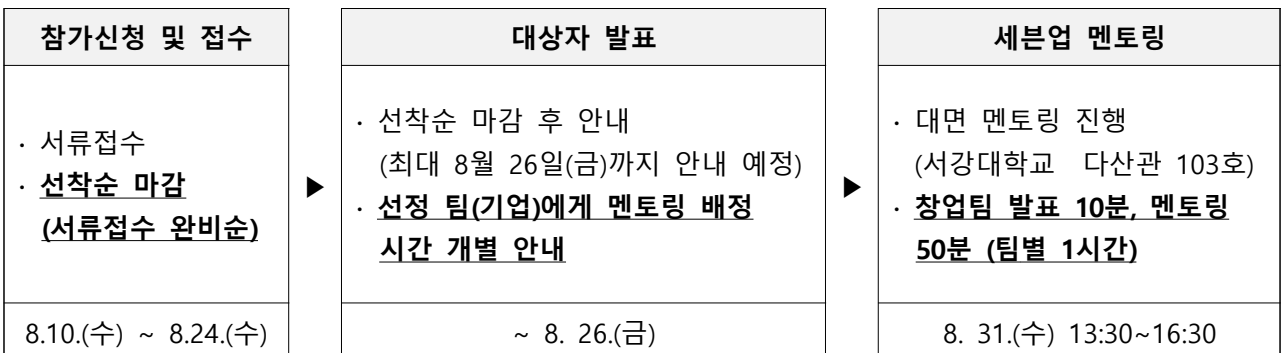 참가신청 및 접수
· 서류접수
· 선착순 마감
(서류접수 완비순)
8.10.(수) ~ 8.24.(수)
▶
대상자 발표
· 선착순 마감 후 안내
(최대 8월 26일(금)까지 안내 예정)
· 선정 팀(기업)에게 멘토링 배정
시간 개별 안내
~ 8. 26.(금)
▶
세븐업 멘토링
· 대면 멘토링 진행
(서강대학교 다산관 103호)
· 창업팀 발표 10분, 멘토링
50분 (팀별 1시간)
8. 31.(수) 13:30~16:30